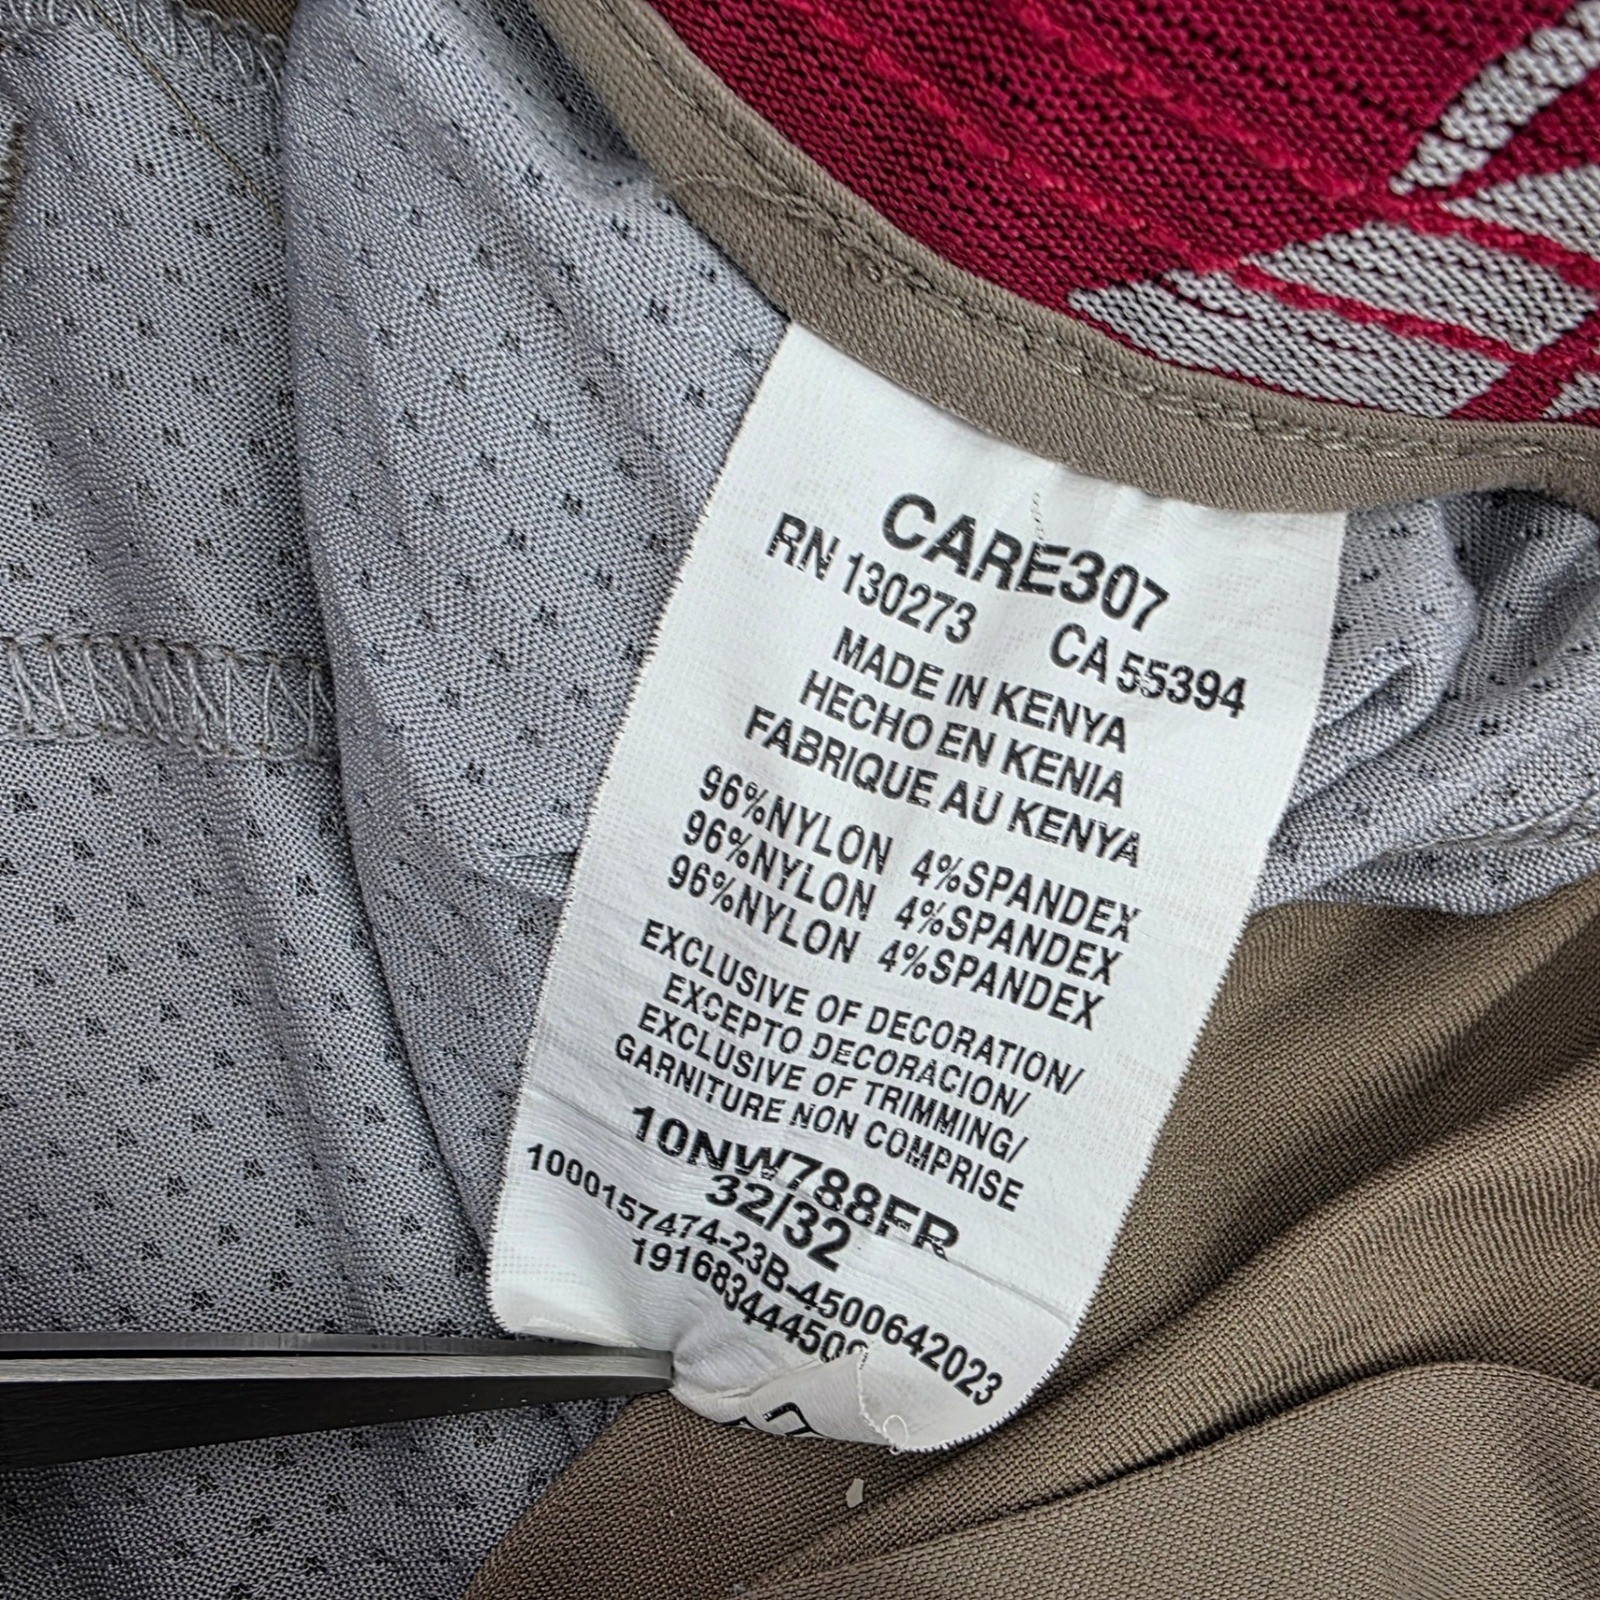 CARE307
RN 130273 CA 55394
MADE IN KENYA
HECHO EN KENIA
FABRIQUE AU KENYA
96%NYLON 4%SPANDEX
96%NYLON 4%SPANDEX
96%NYLON 4%SPANDEX
EXCLUSIVE OF DECORATION/
EXCEPTO DECORACION/
EXCLUSIVE OF TRIMMING/
GARNITURE NON COMPRISE
10NW788FR
32/32
1000157474-23B-4500642023